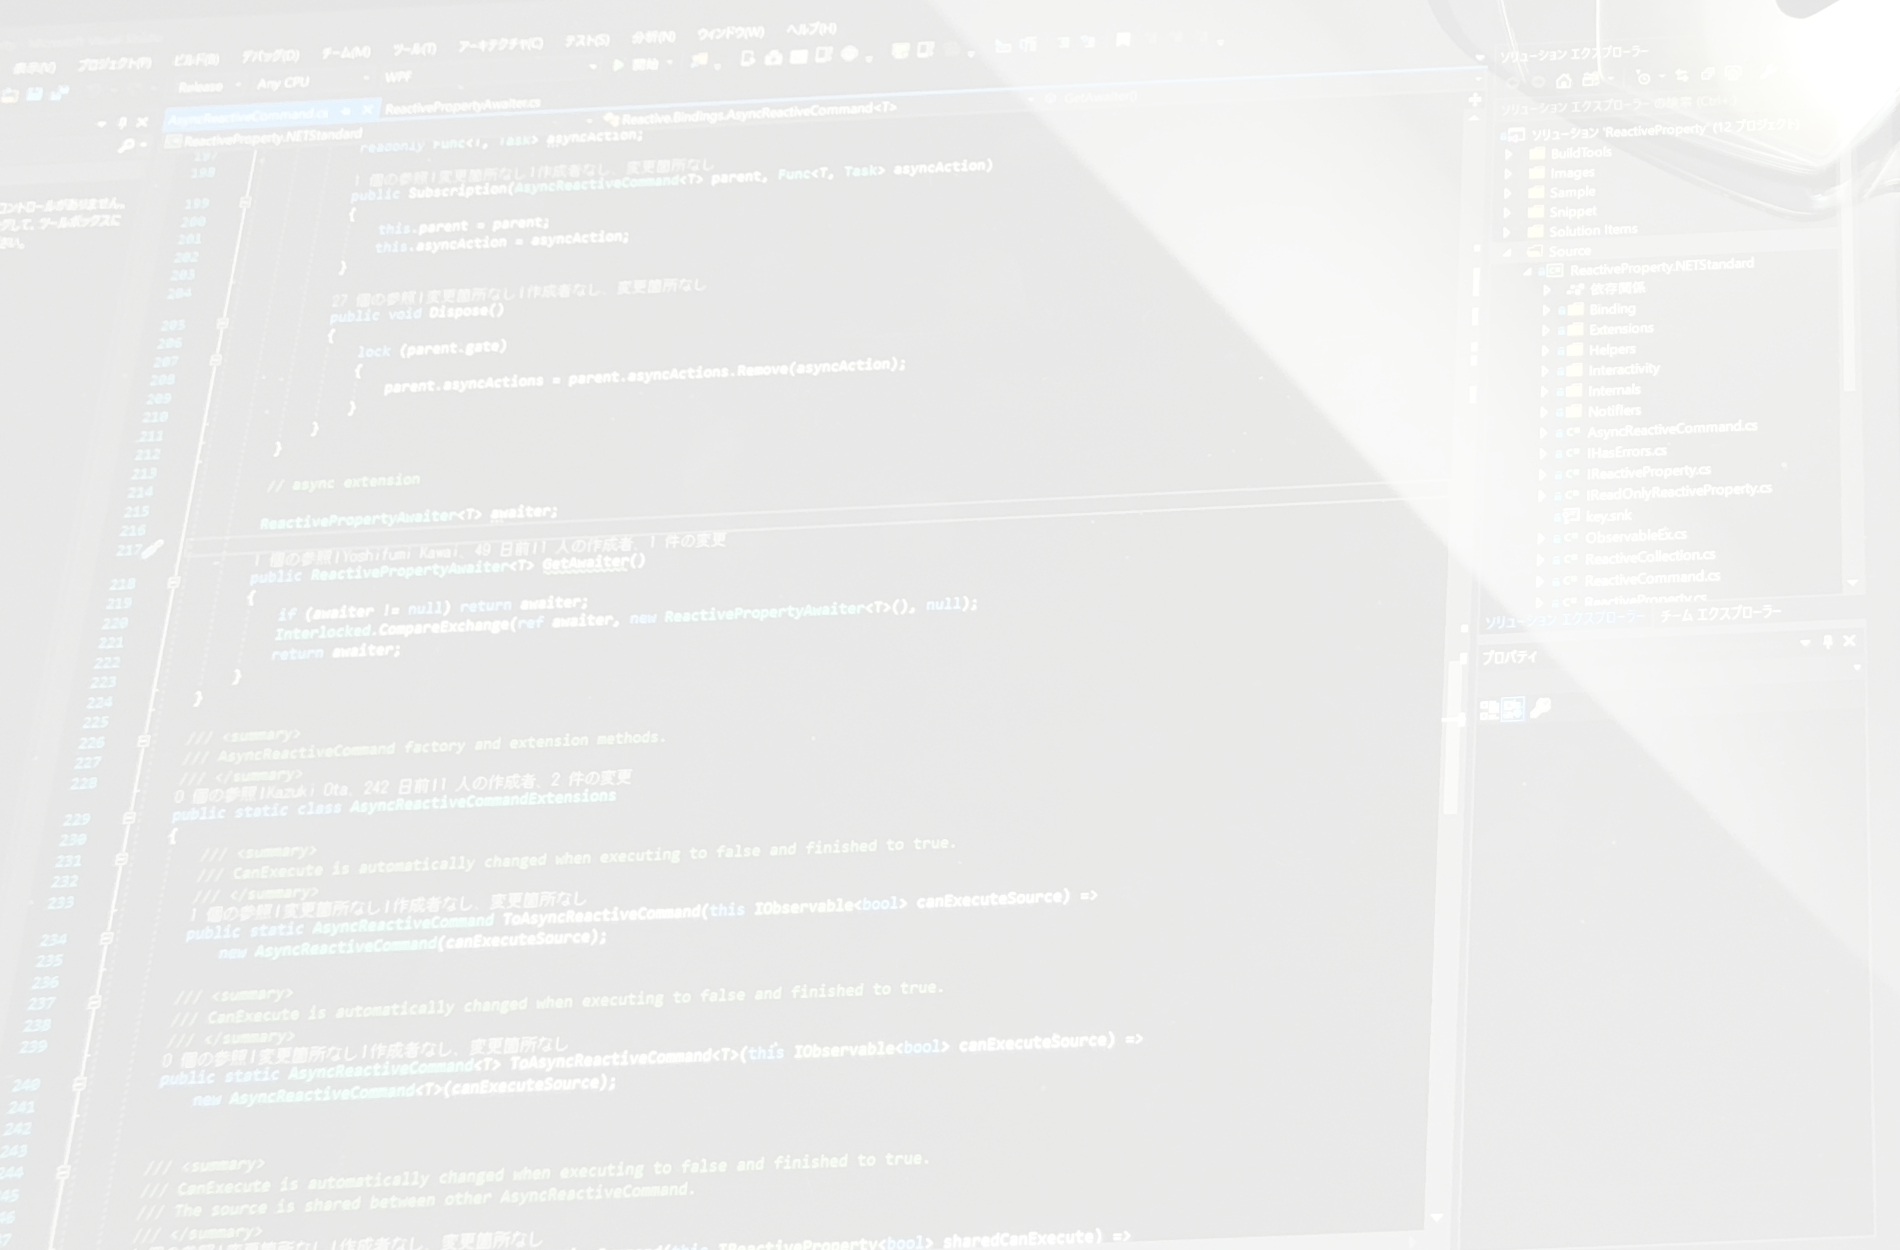 Microsoft Visual Studio
表示(V) プロジェクト(P) ビルド(B) デバッグ(D) チーム(M) ツール(T) アーキテクチャ(C) テスト(S) 分析(N) ウィンドウ(W) ヘルプ(H)
Release Any CPU WPF 開始
AsyncReactiveCommand.cs ReactivePropertyAwaiter.cs
ReactiveProperty.NETStandard Reactive.Bindings.AsyncReactiveCommand<T> GetAwaiter()
コントロールがありません。
グして、ツールボックスに
さい。
197 readonly Func<T, Task> asyncAction;
198
1 個の参照|変更箇所なし|作成者なし、変更箇所なし
199 public Subscription(AsyncReactiveCommand<T> parent, Func<T, Task> asyncAction)
200 {
201 this.parent = parent;
202 this.asyncAction = asyncAction;
203 }
204
27 個の参照|変更箇所なし|作成者なし、変更箇所なし
205 public void Dispose()
206 {
207 lock (parent.gate)
208 {
209 parent.asyncActions = parent.asyncActions.Remove(asyncAction);
210 }
211 }
212 }
213
214 // async extension
215
216 ReactivePropertyAwaiter<T> awaiter;
217
1 個の参照|Yoshifumi Kawai、49 日前|1 人の作成者、1 件の変更
218 public ReactivePropertyAwaiter<T> GetAwaiter()
219 {
220 if (awaiter != null) return awaiter;
221 Interlocked.CompareExchange(ref awaiter, new ReactivePropertyAwaiter<T>(), null);
222 return awaiter;
223 }
224 }
225
226 /// <summary>
227 /// AsyncReactiveCommand factory and extension methods.
228 /// </summary>
0 個の参照|Kazuki Ota、242 日前|1 人の作成者、2 件の変更
229 public static class AsyncReactiveCommandExtensions
230 {
231 /// <summary>
232 /// CanExecute is automatically changed when executing to false and finished to true.
233 /// </summary>
1 個の参照|変更箇所なし|作成者なし、変更箇所なし
234 public static AsyncReactiveCommand ToAsyncReactiveCommand(this IObservable<bool> canExecuteSource) =>
235 new AsyncReactiveCommand(canExecuteSource);
236
237 /// <summary>
238 /// CanExecute is automatically changed when executing to false and finished to true.
239 /// </summary>
0 個の参照|変更箇所なし|作成者なし、変更箇所なし
240 public static AsyncReactiveCommand<T> ToAsyncReactiveCommand<T>(this IObservable<bool> canExecuteSource) =>
241 new AsyncReactiveCommand<T>(canExecuteSource);
242
243
244 /// <summary>
245 /// CanExecute is automatically changed when executing to false and finished to true.
246 /// The source is shared between other AsyncReactiveCommand.
/// </summary>
個の参照|変更箇所なし|作成者なし、変更箇所なし
(this IReactiveProperty<bool> sharedCanExecute) =>
ソリューション エクスプローラー
ソリューション エクスプローラー の検索 (Ctrl+;)
ソリューション 'ReactiveProperty' (12 プロジェクト)
BuildTools
Images
Sample
Snippet
Solution Items
Source
ReactiveProperty.NETStandard
依存関係
Binding
Extensions
Helpers
Interactivity
Internals
Notifiers
AsyncReactiveCommand.cs
IHasErrors.cs
IReactiveProperty.cs
IReadOnlyReactiveProperty.cs
key.snk
ObservableEx.cs
ReactiveCollection.cs
ReactiveCommand.cs
ReactiveProperty.cs
ソリューション エクスプローラー チーム エクスプローラー
プロパティ